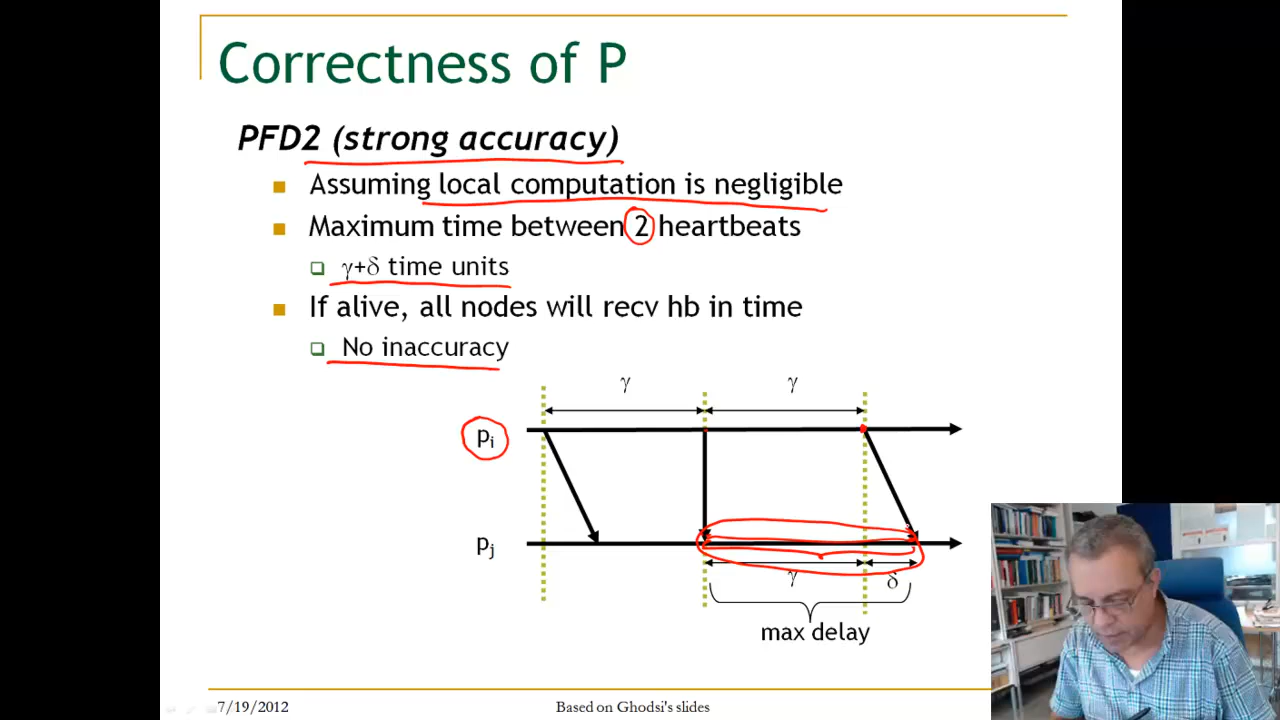 Correctness of P
PFD2 (strong accuracy)
Assuming local computation is negligible
Maximum time between 2 heartbeats
γ+δ time units
If alive, all nodes will recv hb in time
No inaccuracy
γ γ
pi
pj
γ δ
max delay
7/19/2012 Based on Ghodsi's slides